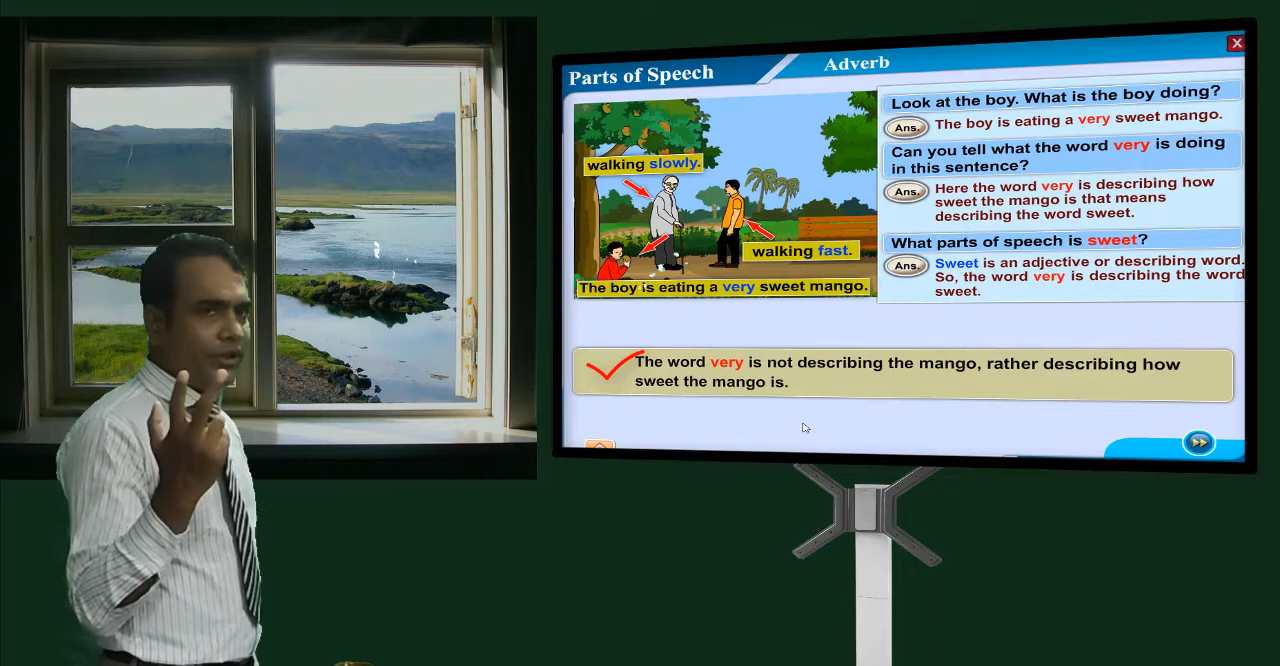 Parts of Speech
Adverb
X
walking slowly.
walking fast.
The boy is eating a very sweet mango.
Look at the boy. What is the boy doing?
Ans.
The boy is eating a very sweet mango.
Can you tell what the word very is doing
in this sentence?
Ans.
Here the word very is describing how
sweet the mango is that means
describing the word sweet.
What parts of speech is sweet?
Ans.
Sweet is an adjective or describing word.
So, the word very is describing the word
sweet.
The word very is not describing the mango, rather describing how
sweet the mango is.